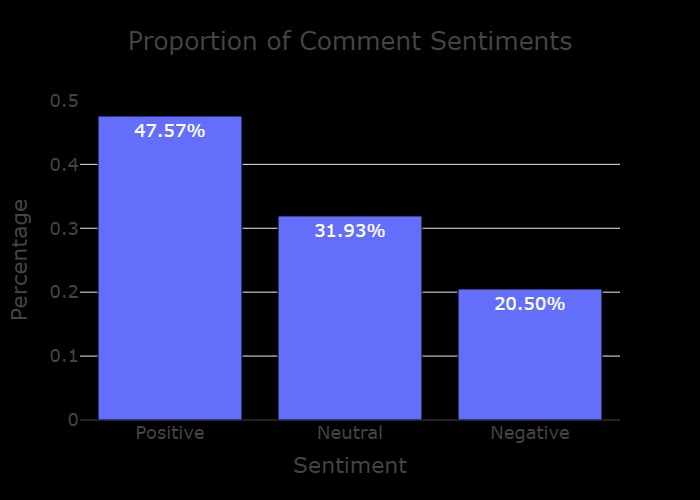 Proportion of Comment Sentiments
Percentage
0.5
0.4
0.3
0.2
0.1
0
47.57%
31.93%
20.50%
Positive
Neutral
Negative
Sentiment